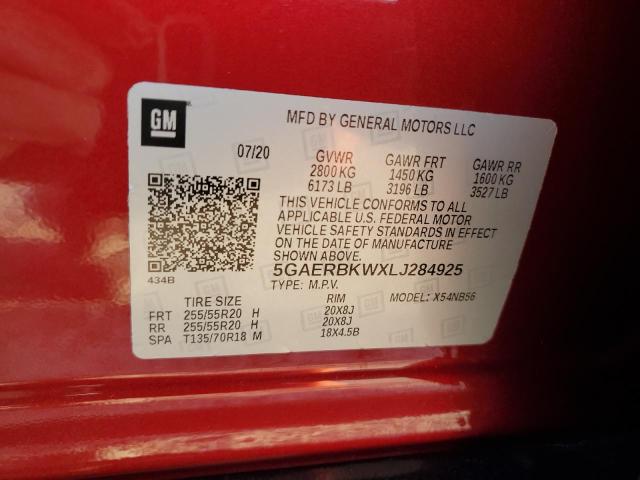 GM
MFD BY GENERAL MOTORS LLC
07/20 GVWR GAWR FRT GAWR RR
2800 KG 1450 KG 1600 KG
6173 LB 3196 LB 3527 LB
THIS VEHICLE CONFORMS TO ALL
APPLICABLE U.S. FEDERAL MOTOR
VEHICLE SAFETY STANDARDS IN EFFECT
ON THE DATE OF MANUFACTURE
SHOWN ABOVE.
434B
5GAERBKWXLJ284925
TYPE: M.P.V. MODEL: X54NB56
TIRE SIZE RIM
FRT 255/55R20 H 20X8J
RR 255/55R20 H 20X8J
SPA T135/70R18 M 18X4.5B